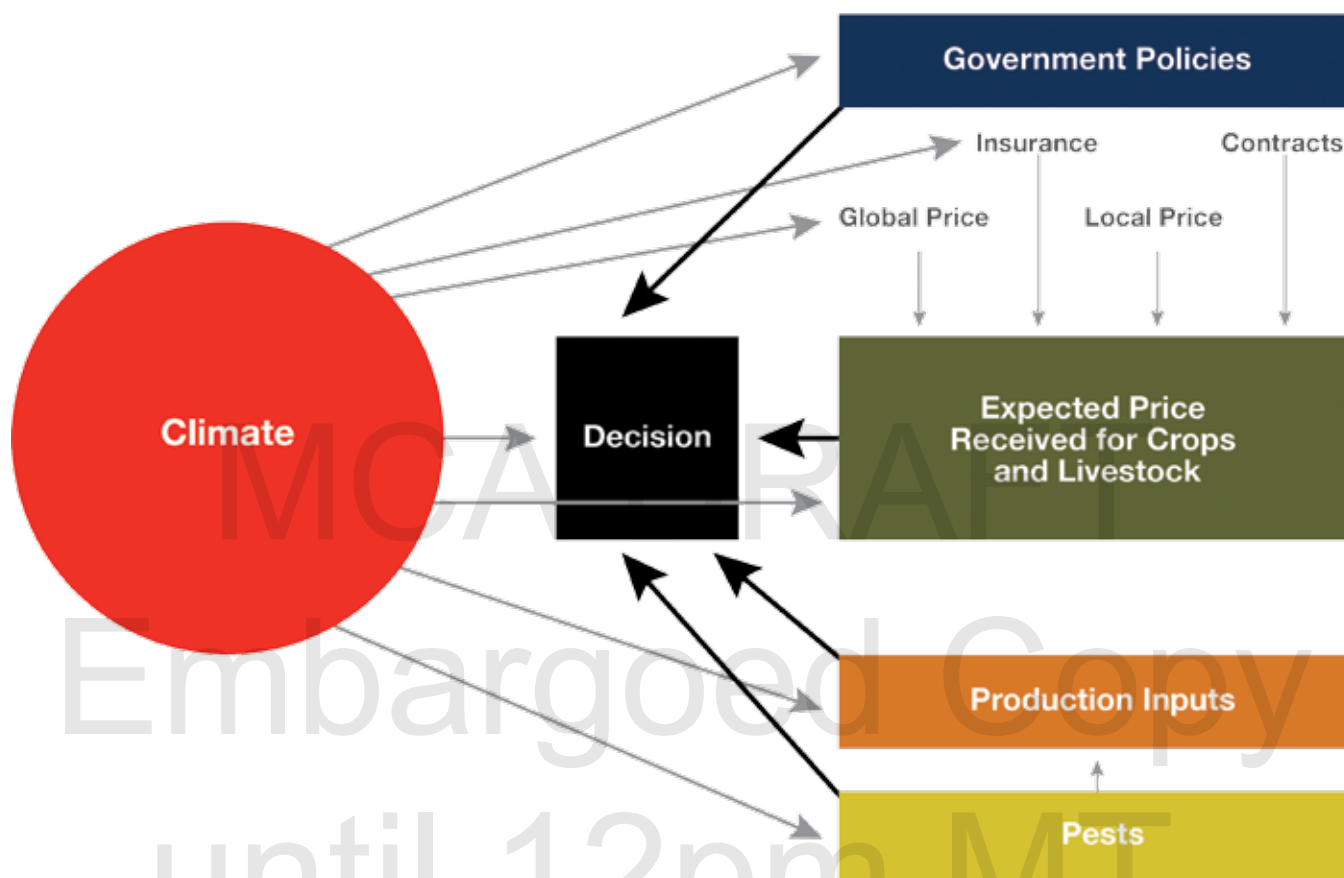 Government Policies
Insurance
Contracts
Global Price
Local Price
Climate
Decision
Expected Price
Received for Crops
and Livestock
MCA DRAFT
Embargoed Copy
Production Inputs
Pests
until 12pm MT